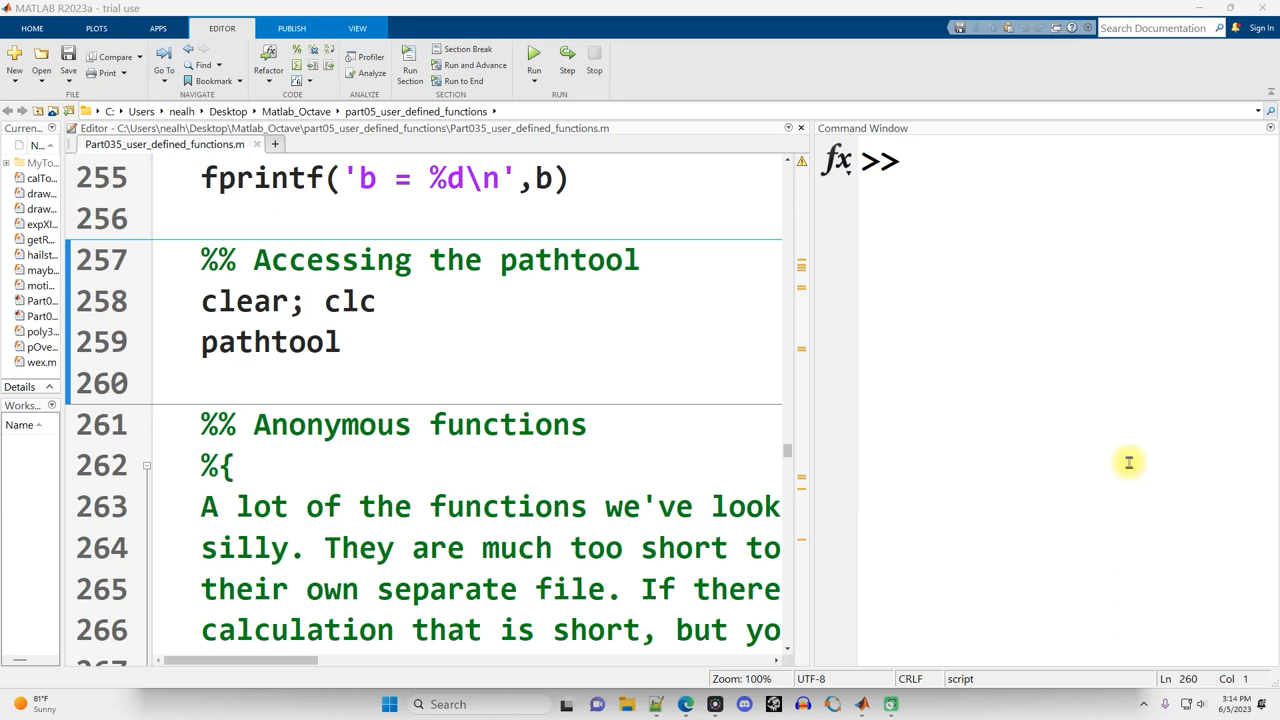 MATLAB R2023a - trial use
HOME PLOTS APPS EDITOR PUBLISH VIEW Search Documentation Sign In
New Open Save Compare Print Go To Find Bookmark Refactor Profiler Analyze Run Section Section Break Run and Advance Run to End Run Step Stop
FILE NAVIGATE CODE ANALYZE SECTION RUN
C: Users nealh Desktop Matlab_Octave part05_user_defined_functions
Curren... Editor - C:\Users\nealh\Desktop\Matlab_Octave\part05_user_defined_functions\Part035_user_defined_functions.m Command Window
N... Part035_user_defined_functions.m +
MyTo...
calTo...
draw...
draw...
expXI...
getR...
hailst...
mayb...
moti...
Part0...
Part0...
poly3...
pOve...
wex.m
Details
Works...
Name
255 fprintf('b = %d\n',b)
256
257 %% Accessing the pathtool
258 clear; clc
259 pathtool
260
261 %% Anonymous functions
262 %{
263 A lot of the functions we've look
264 silly. They are much too short to
265 their own separate file. If there
266 calculation that is short, but yo
fx >>
Zoom: 100% UTF-8 CRLF script Ln 260 Col 1
81°F
Sunny
Search
3:14 PM
6/5/2023